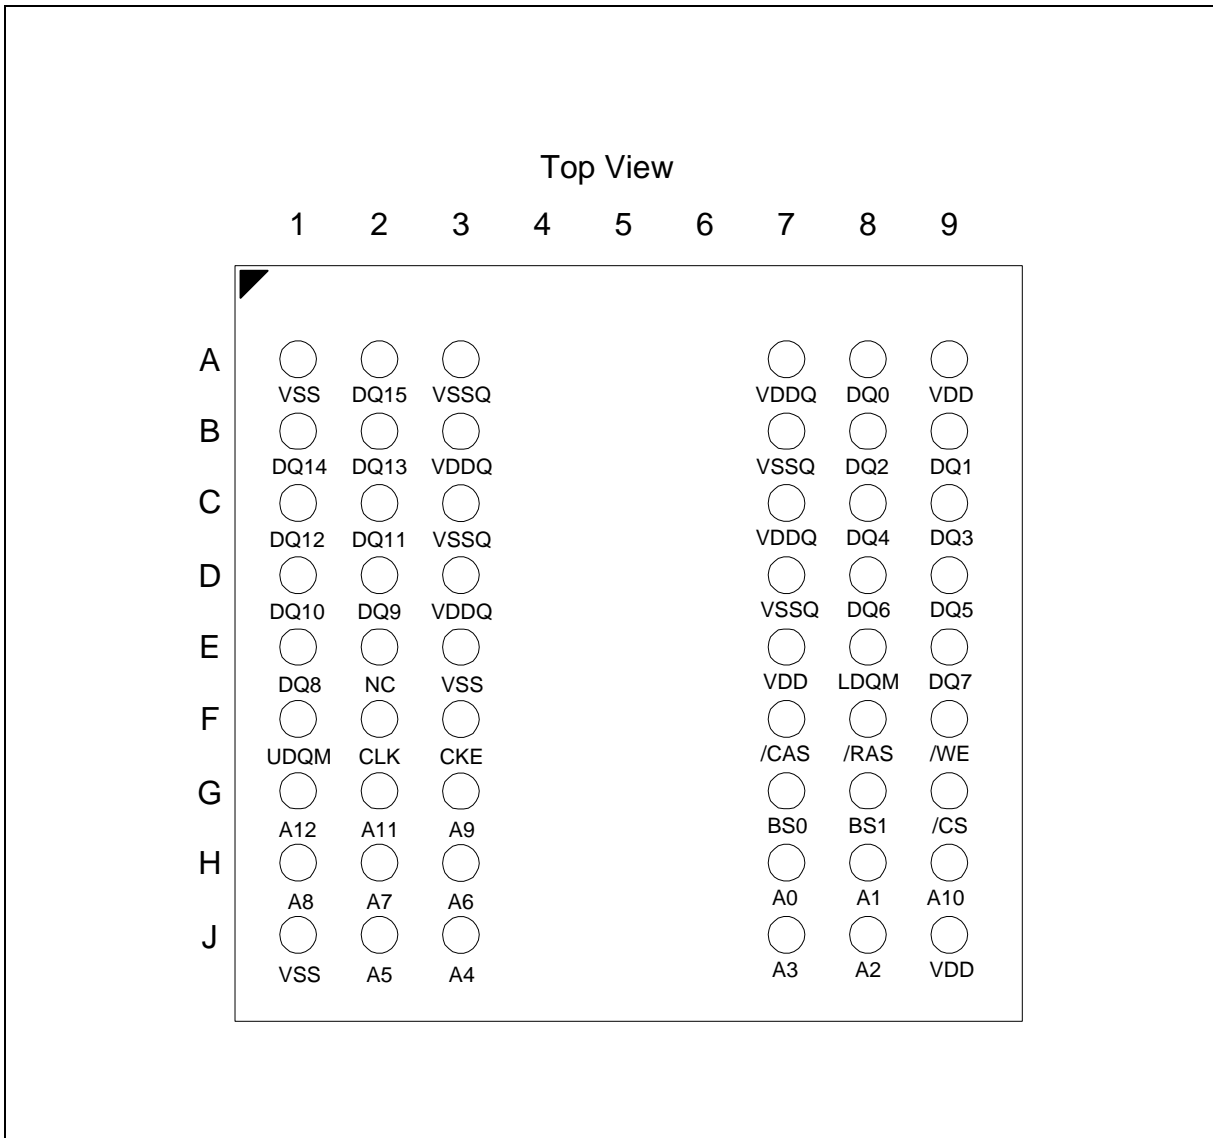 Top View
1 2 3 4 5 6 7 8 9
A
VSS DQ15 VSSQ VDDQ DQ0 VDD
B
DQ14 DQ13 VDDQ VSSQ DQ2 DQ1
C
DQ12 DQ11 VSSQ VDDQ DQ4 DQ3
D
DQ10 DQ9 VDDQ VSSQ DQ6 DQ5
E
DQ8 NC VSS VDD LDQM DQ7
F
UDQM CLK CKE /CAS /RAS /WE
G
A12 A11 A9 BS0 BS1 /CS
H
A8 A7 A6 A0 A1 A10
J
VSS A5 A4 A3 A2 VDD